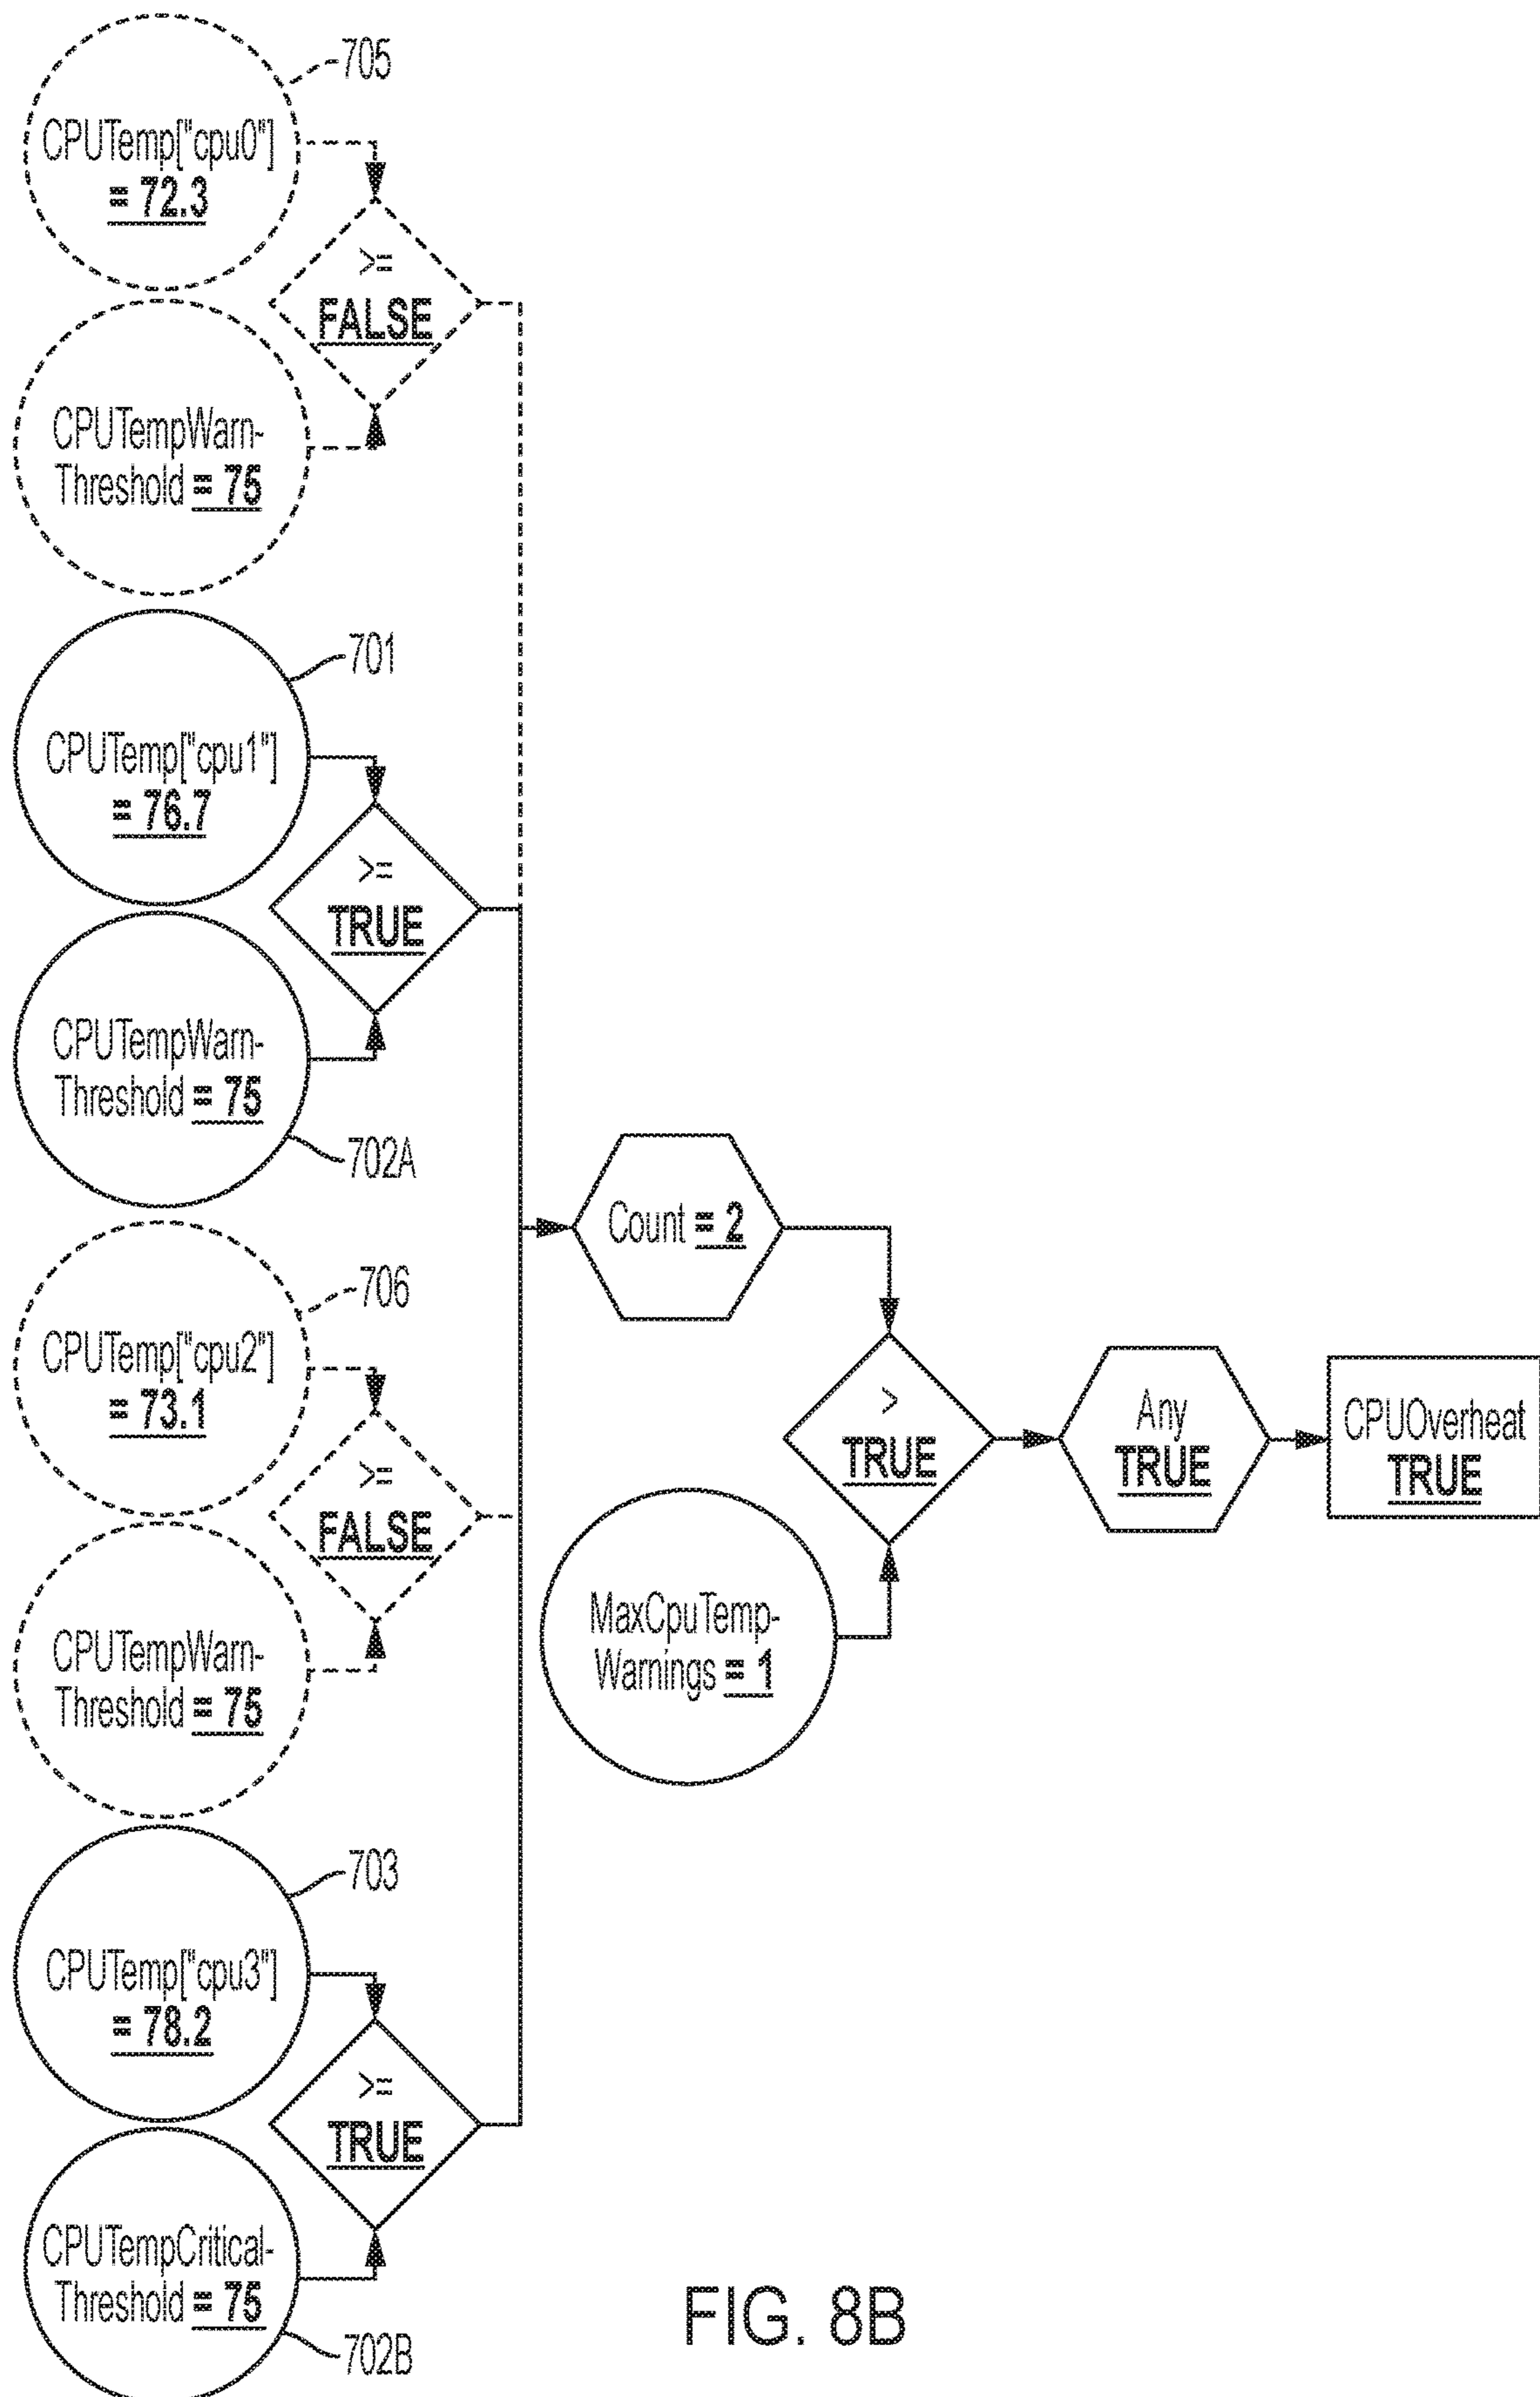 705
CPUTemp["cpu0"]
= 72.3
>=
FALSE
CPUTempWarn-
Threshold = 75
701
CPUTemp["cpu1"]
= 76.7
>=
TRUE
CPUTempWarn-
Threshold = 75
702A
Count = 2
706
CPUTemp["cpu2"]
= 73.1
>=
FALSE
CPUTempWarn-
Threshold = 75
>
TRUE
Any
TRUE
CPUOverheat
TRUE
MaxCpuTemp-
Warnings = 1
703
CPUTemp["cpu3"]
= 78.2
>=
TRUE
CPUTempCritical-
Threshold = 75
702B
FIG. 8B